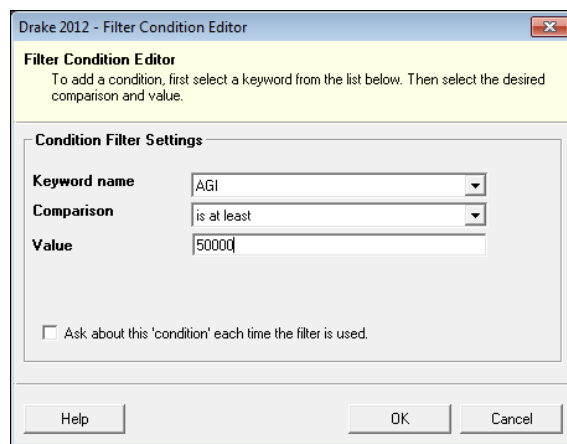 Drake 2012 - Filter Condition Editor
Filter Condition Editor
To add a condition, first select a keyword from the list below. Then select the desired
comparison and value.
Condition Filter Settings
Keyword name AGI
Comparison is at least
Value 50000
Ask about this 'condition' each time the filter is used.
Help OK Cancel